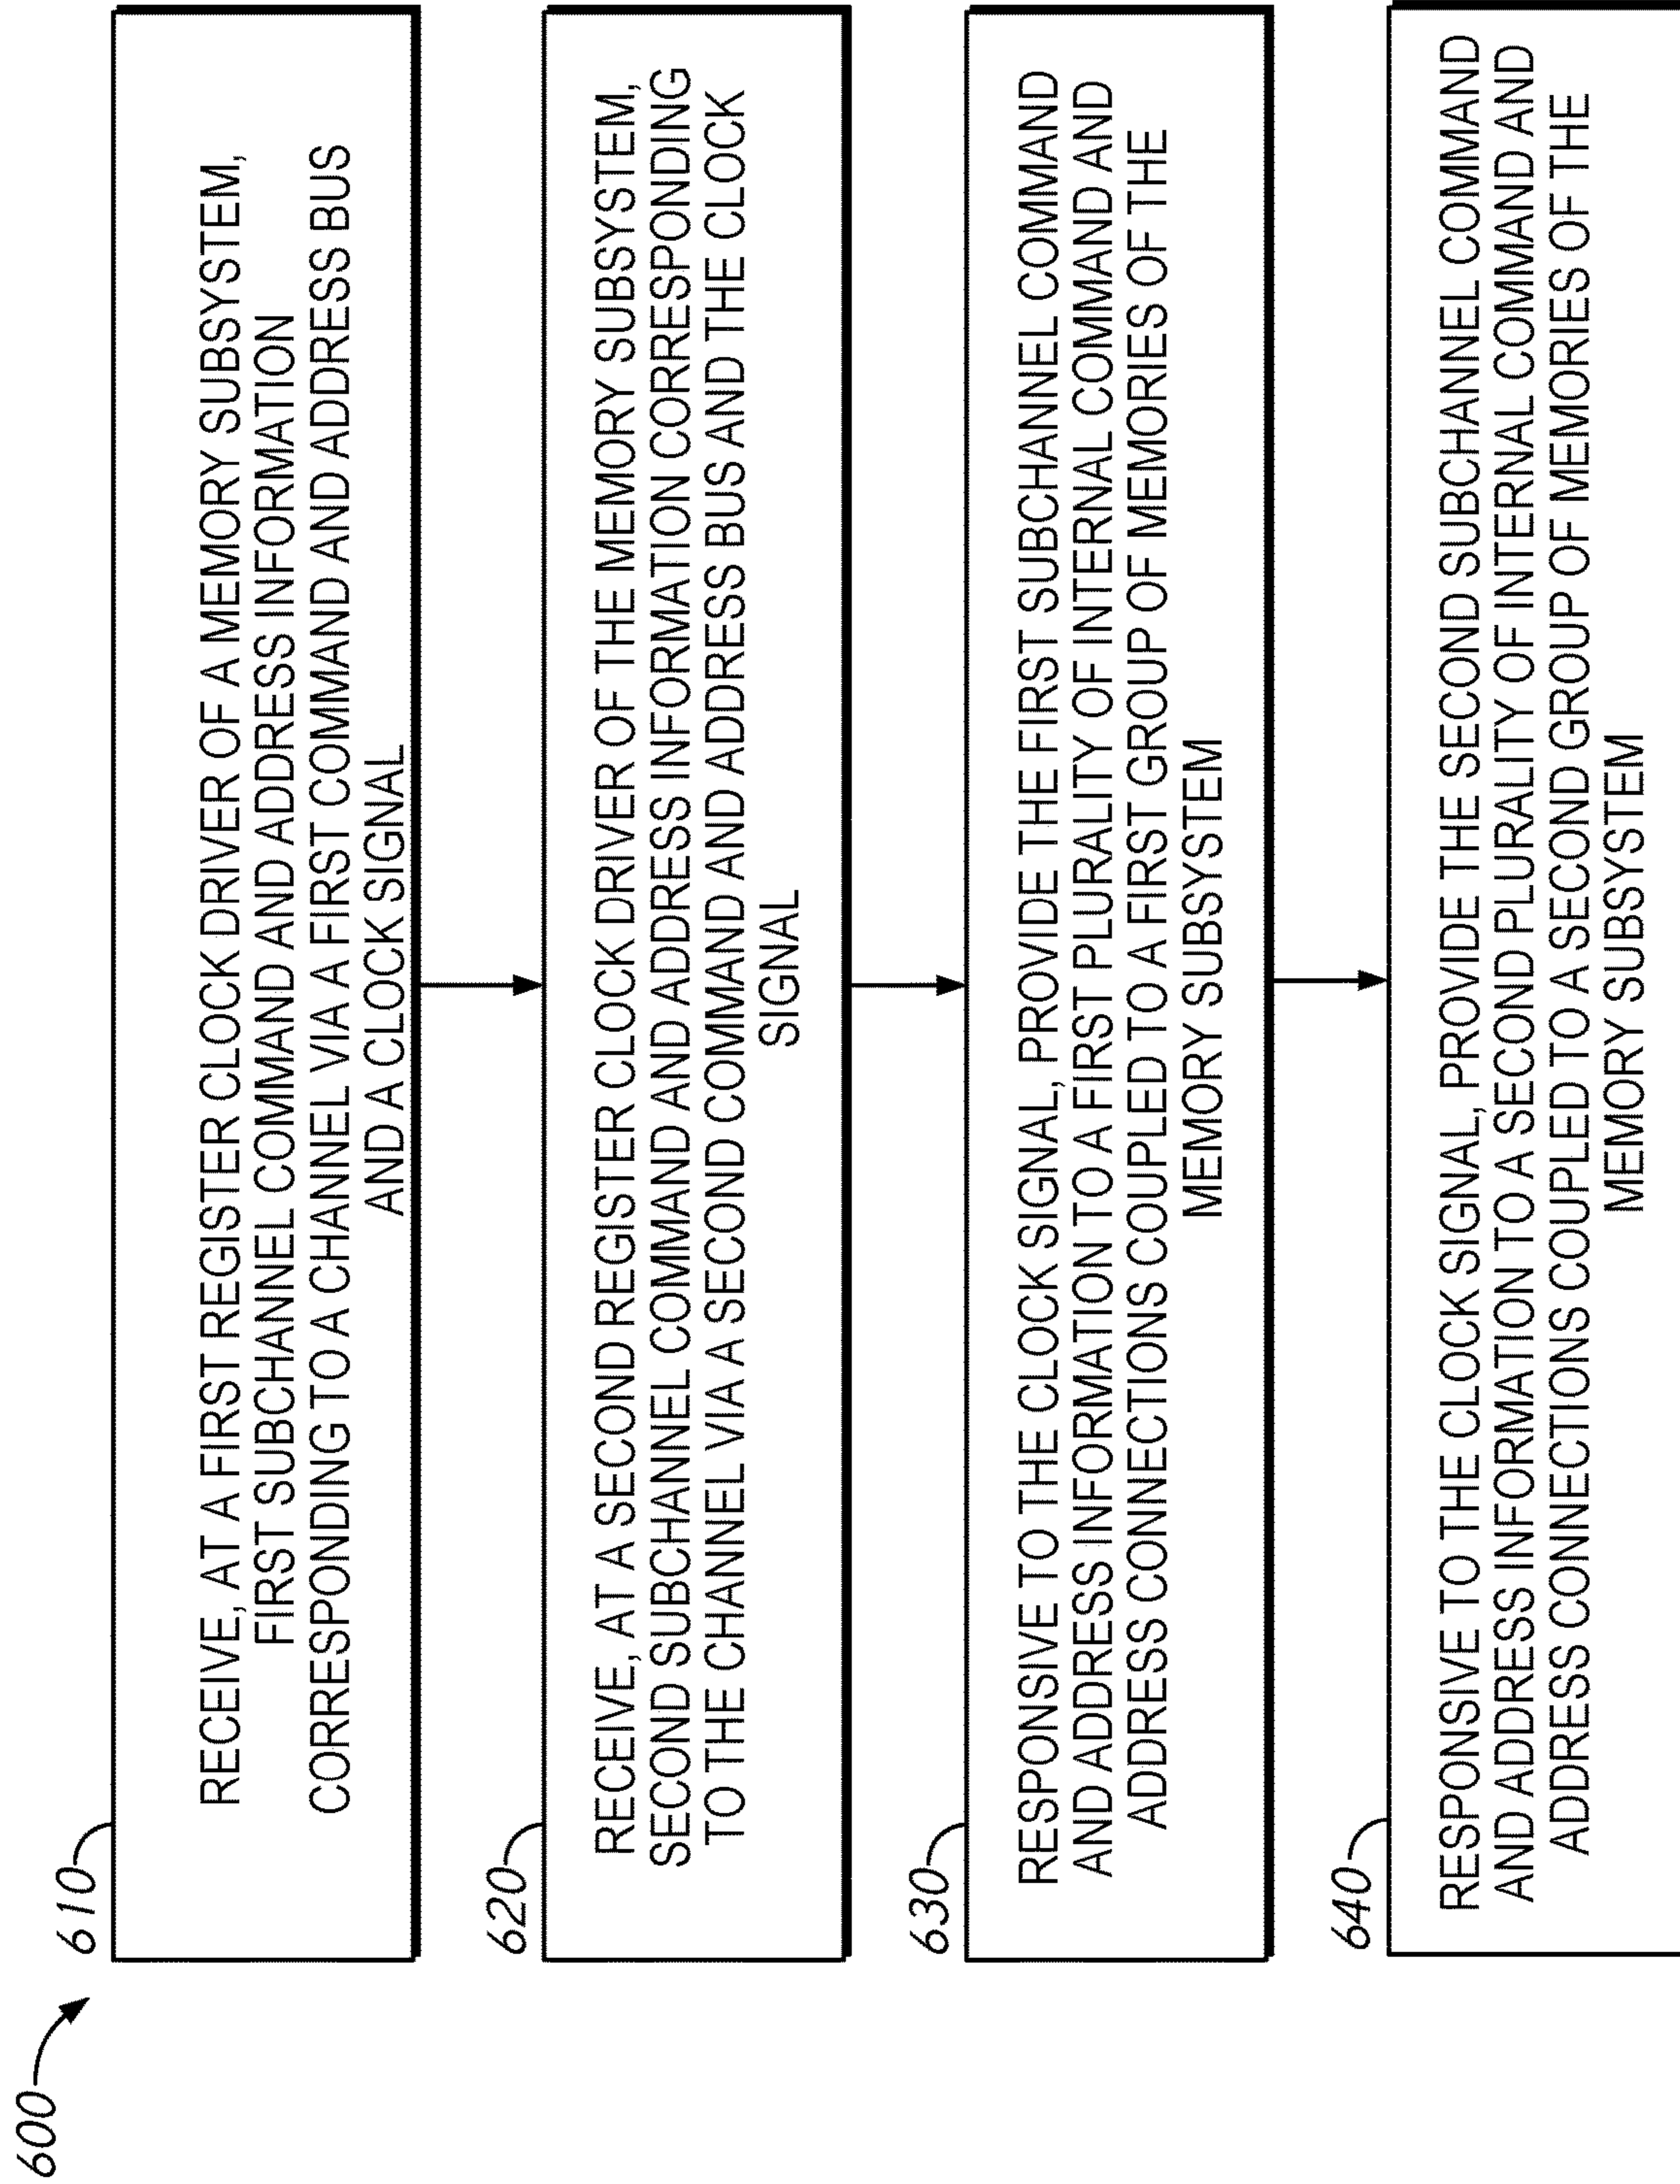 600
610
RECEIVE, AT A FIRST REGISTER CLOCK DRIVER OF A MEMORY SUBSYSTEM,
FIRST SUBCHANNEL COMMAND AND ADDRESS INFORMATION
CORRESPONDING TO A CHANNEL VIA A FIRST COMMAND AND ADDRESS BUS
AND A CLOCK SIGNAL
620
RECEIVE, AT A SECOND REGISTER CLOCK DRIVER OF THE MEMORY SUBSYSTEM,
SECOND SUBCHANNEL COMMAND AND ADDRESS INFORMATION CORRESPONDING
TO THE CHANNEL VIA A SECOND COMMAND AND ADDRESS BUS AND THE CLOCK
SIGNAL
630
RESPONSIVE TO THE CLOCK SIGNAL, PROVIDE THE FIRST SUBCHANNEL COMMAND
AND ADDRESS INFORMATION TO A FIRST PLURALITY OF INTERNAL COMMAND AND
ADDRESS CONNECTIONS COUPLED TO A FIRST GROUP OF MEMORIES OF THE
MEMORY SUBSYSTEM
640
RESPONSIVE TO THE CLOCK SIGNAL, PROVIDE THE SECOND SUBCHANNEL COMMAND
AND ADDRESS INFORMATION TO A SECOND PLURALITY OF INTERNAL COMMAND AND
ADDRESS CONNECTIONS COUPLED TO A SECOND GROUP OF MEMORIES OF THE
MEMORY SUBSYSTEM